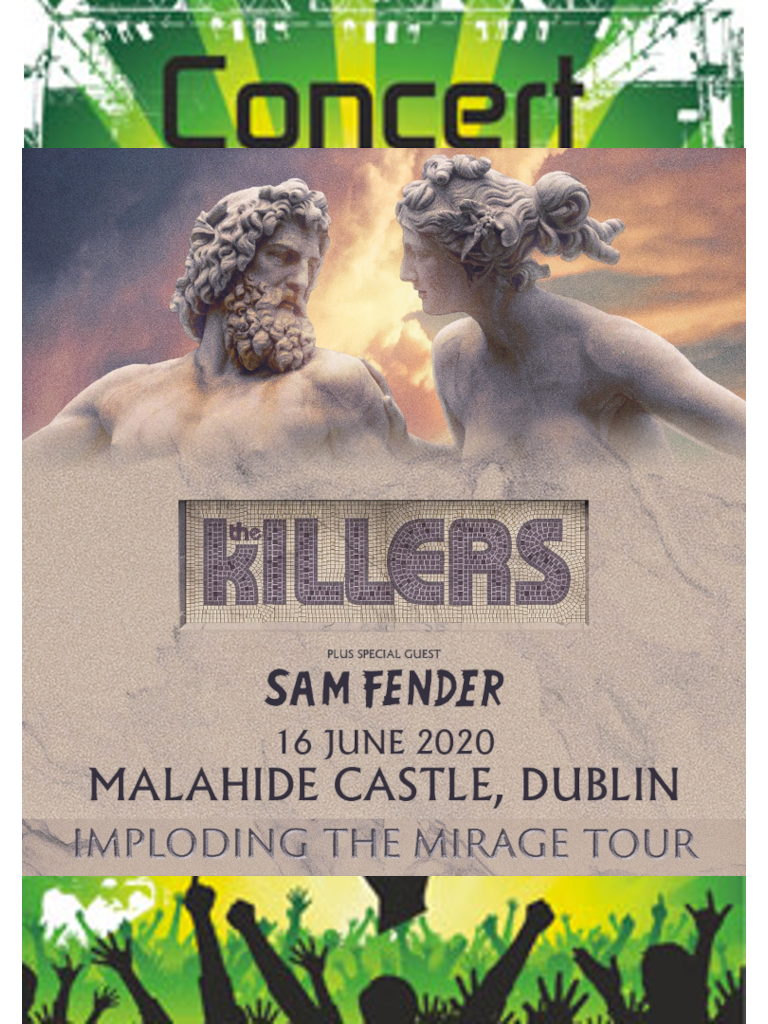 Concert
the KILLERS
PLUS SPECIAL GUEST
SAM FENDER
16 JUNE 2020
MALAHIDE CASTLE, DUBLIN
IMPLODING THE MIRAGE TOUR